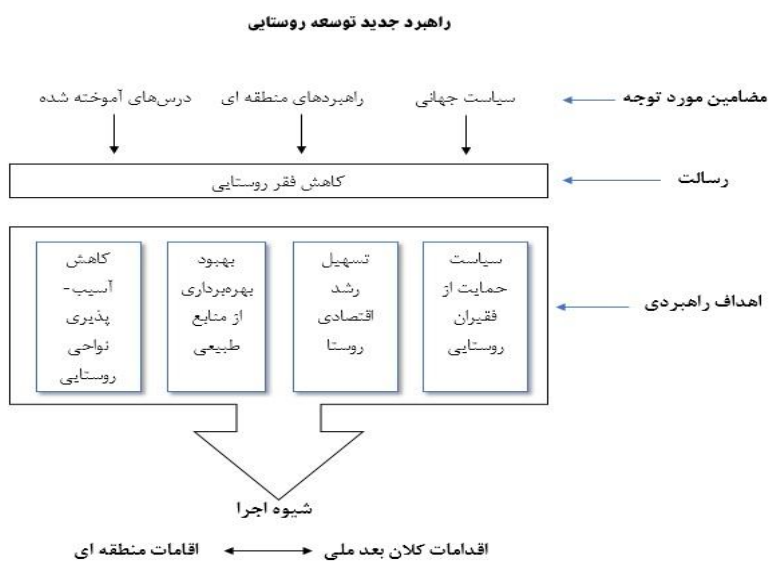 راهبرد جدید توسعه روستایی
مضامین مورد توجه
سیاست جهانی
راهبردهای منطقه ای
درس‌های آموخته شده
رسالت
کاهش فقر روستایی
اهداف راهبردی
سیاست
حمایت از
فقیران
روستایی
تسهیل
رشد
اقتصادی
روستا
بهبود
بهره‌برداری
از منابع
طبیعی
کاهش
آسیب-
پذیری
نواحی
روستایی
شیوه اجرا
اقدامات کلان بعد ملی
اقامات منطقه ای